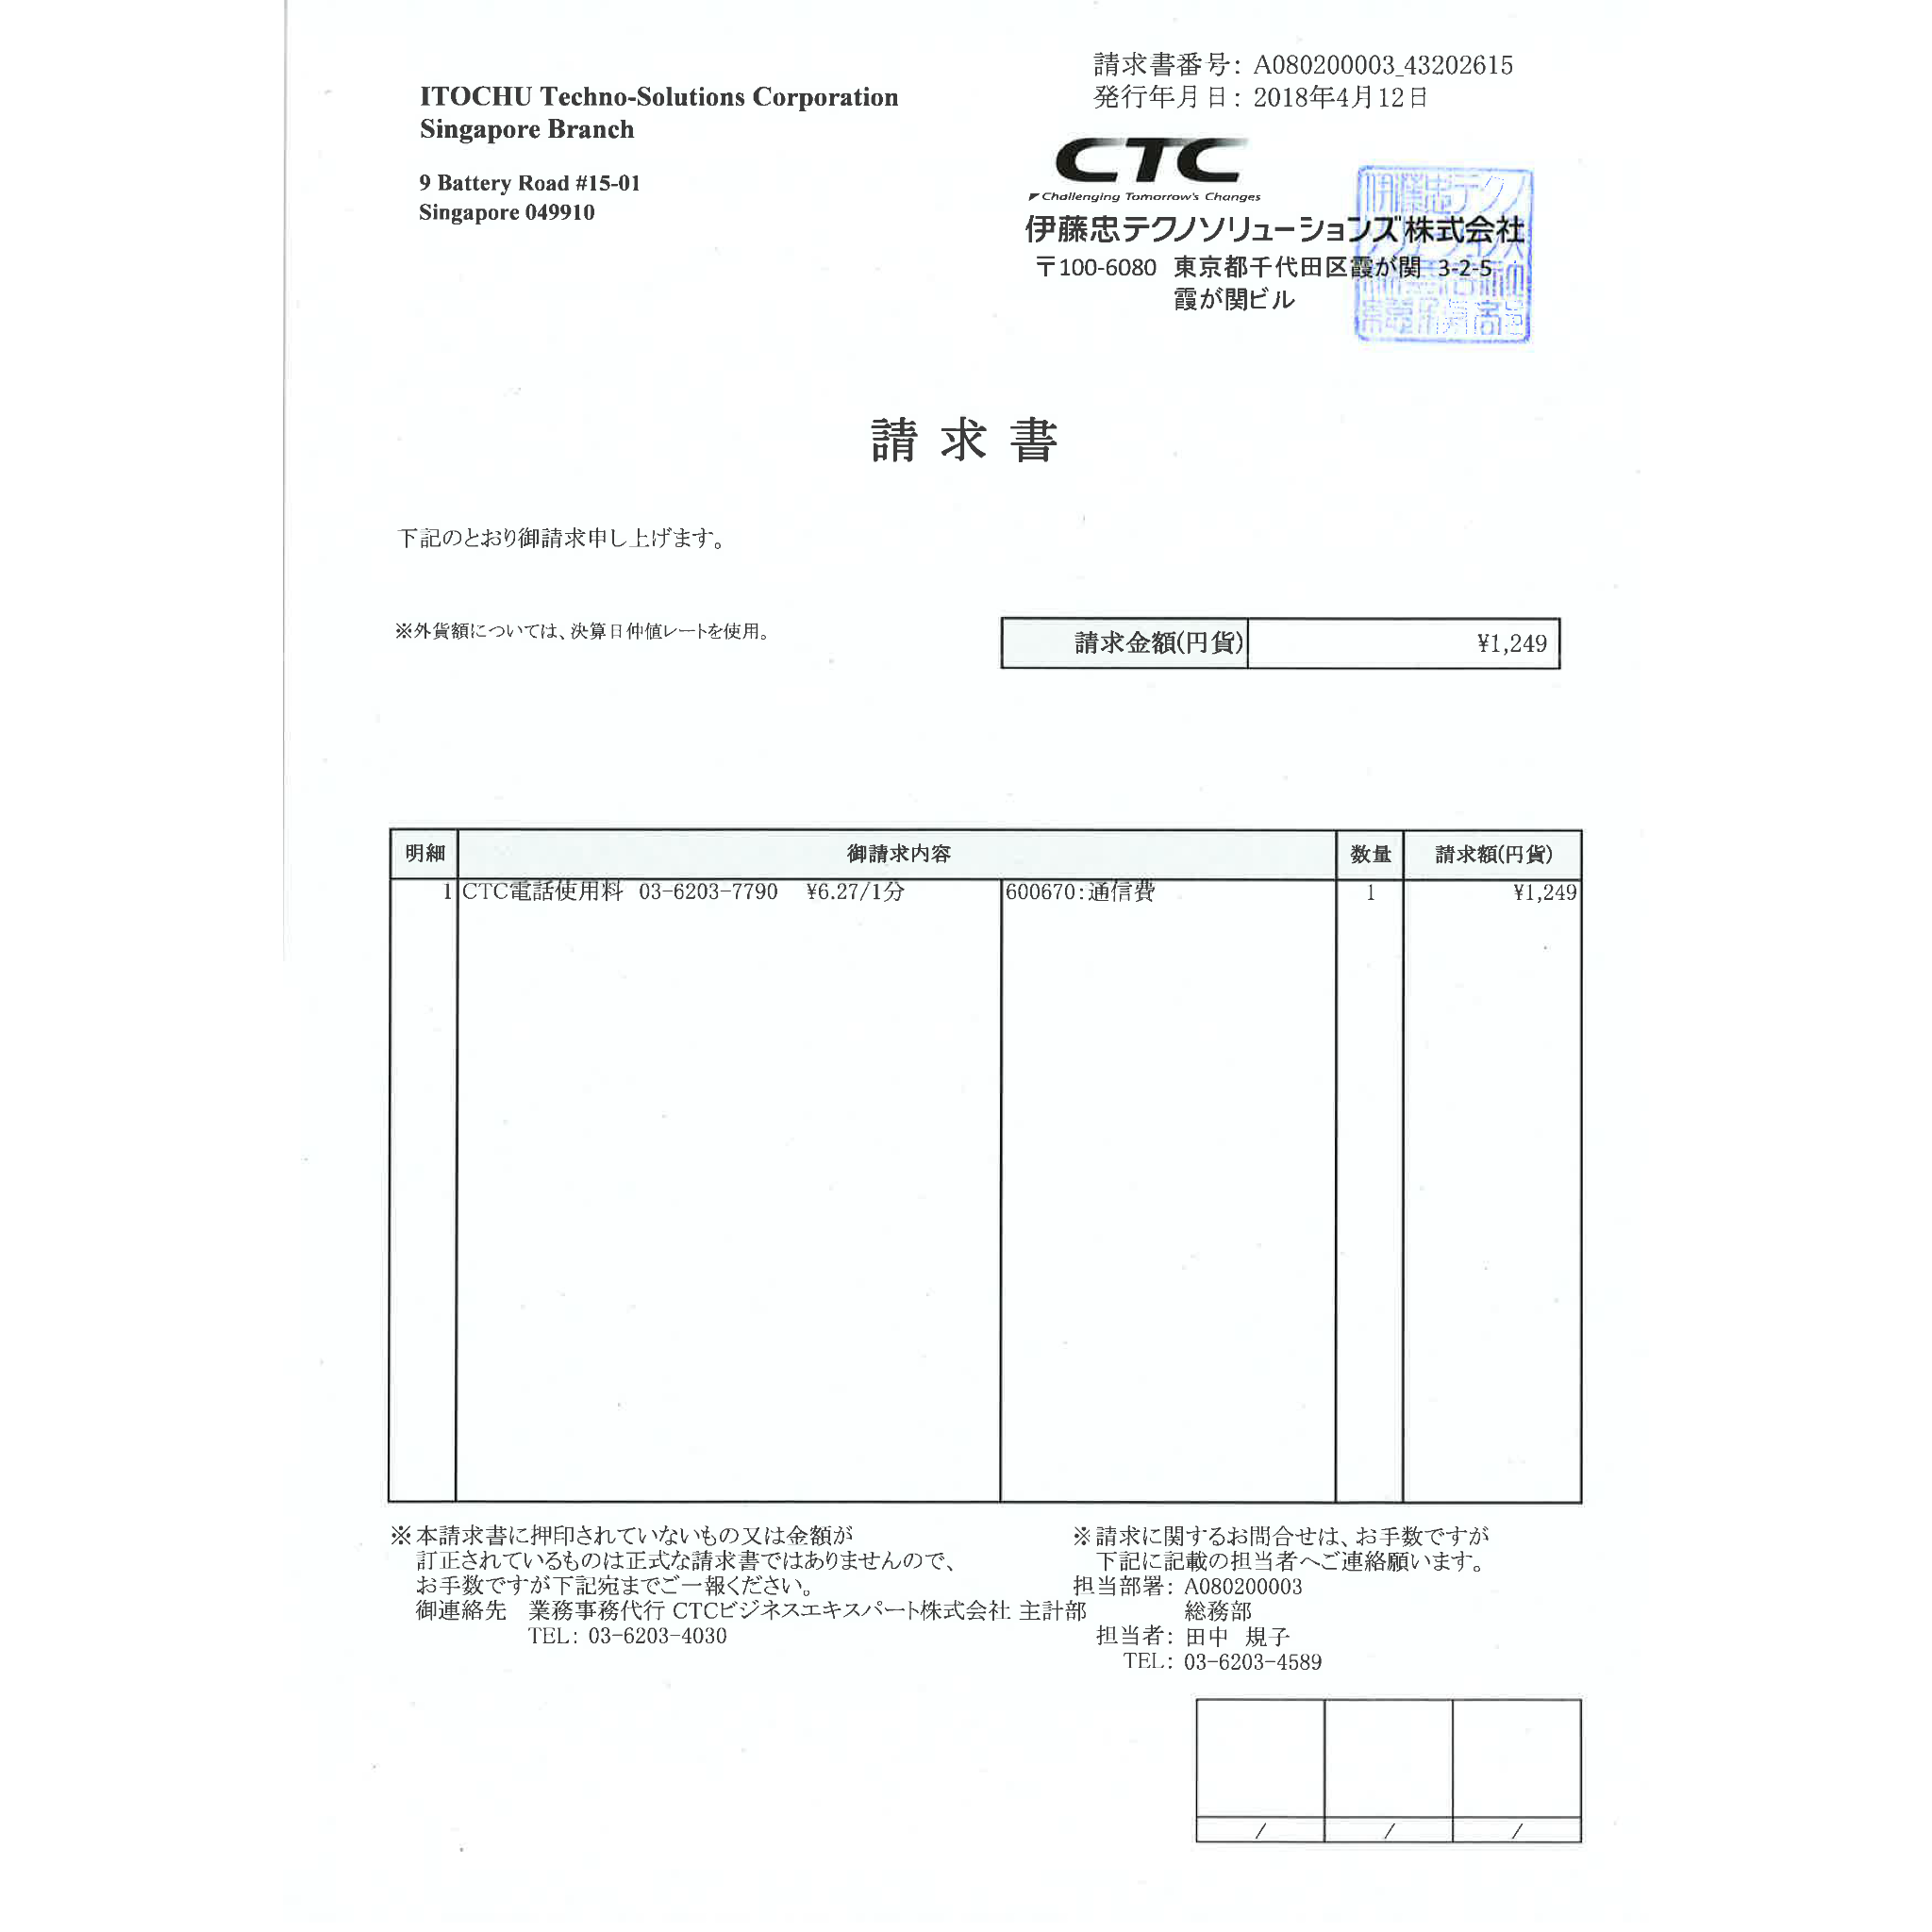 請求書番号: A080200003_43202615
発行年月日: 2018年4月12日
ITOCHU Techno-Solutions Corporation
Singapore Branch
9 Battery Road #15-01
Singapore 049910
CTC
Challenging Tomorrow's Changes
伊藤忠テクノソリューションズ株式会社
〒100-6080 東京都千代田区霞が関 3-2-5
霞が関ビル
請求書
下記のとおり御請求申し上げます。
※外貨額については、決算日仲値レートを使用。
請求金額(円貨) ¥1,249
明細 御請求内容 数量 請求額(円貨)
1 CTC電話使用料 03-6203-7790 ¥6.27/1分 600670:通信費 1 ¥1,249
※本請求書に押印されていないもの又は金額が
訂正されているものは正式な請求書ではありませんので、
お手数ですが下記宛までご一報ください。
御連絡先 業務事務代行 CTCビジネスエキスパート株式会社 主計部
TEL: 03-6203-4030
※請求に関するお問合せは、お手数ですが
下記に記載の担当者へご連絡願います。
担当部署: A080200003
総務部
担当者: 田中 規子
TEL: 03-6203-4589
/ / /